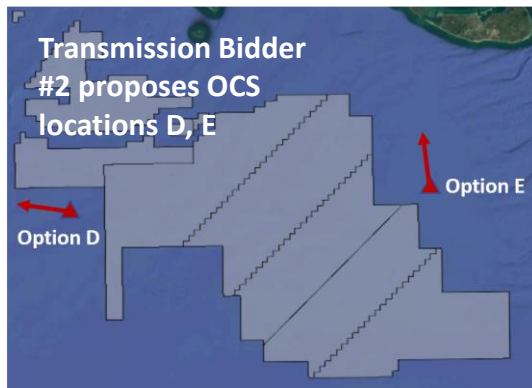 Transmission Bidder
#2 proposes OCS
locations D, E
Option E
Option D